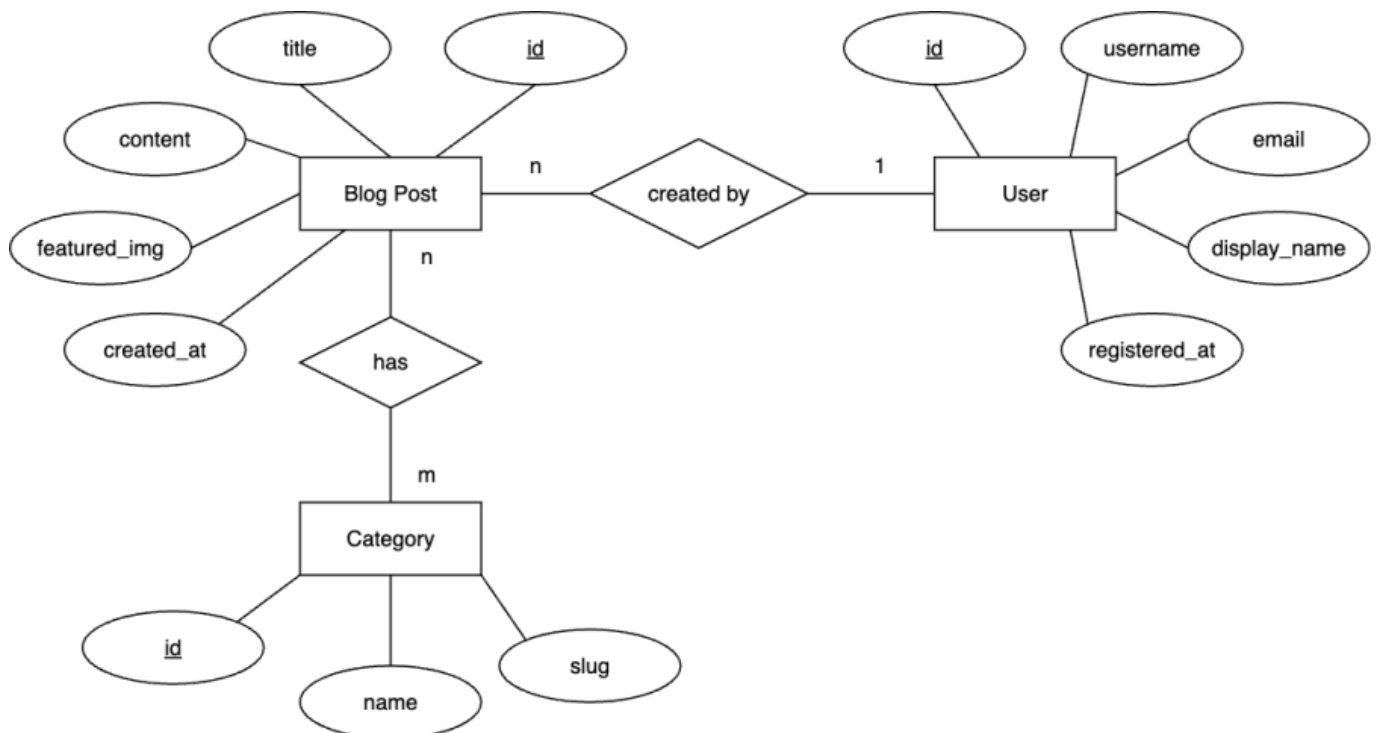 title
id
id
username
content
email
n
1
Blog Post
created by
User
featured_img
display_name
n
created_at
has
registered_at
m
Category
id
slug
name